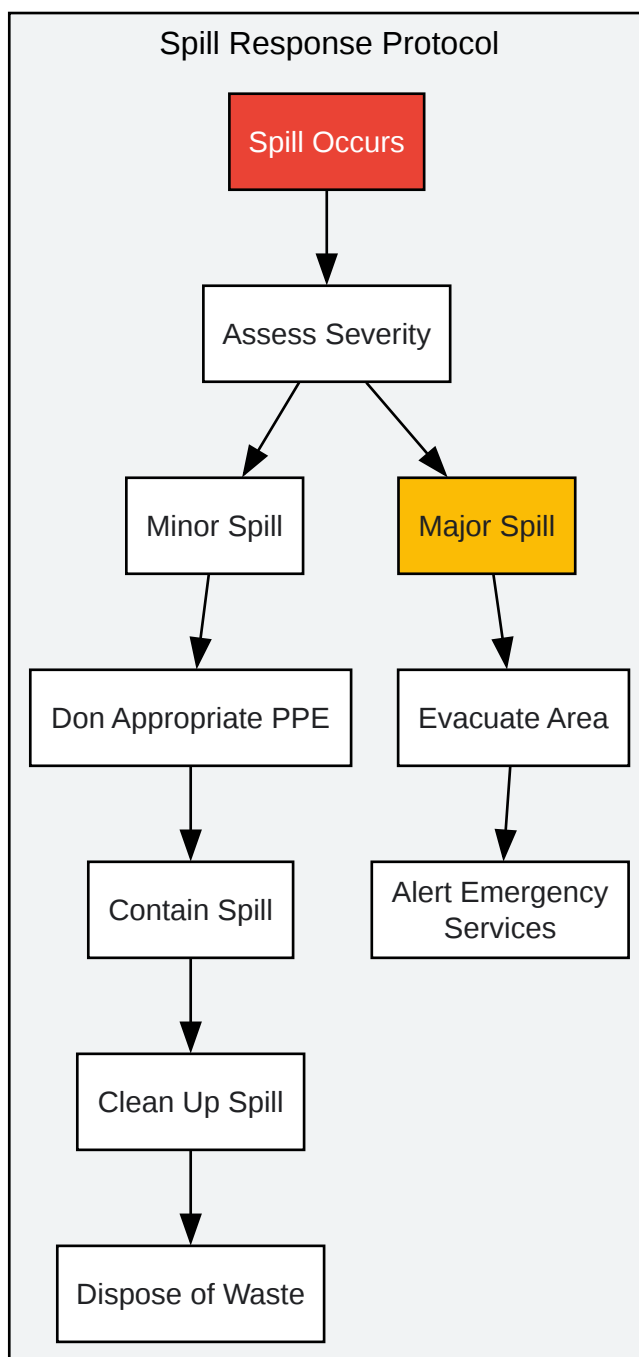 Spill Response Protocol
Spill Occurs
Assess Severity
Minor Spill
Major Spill
Don Appropriate PPE
Evacuate Area
Contain Spill
Alert Emergency
Services
Clean Up Spill
Dispose of Waste